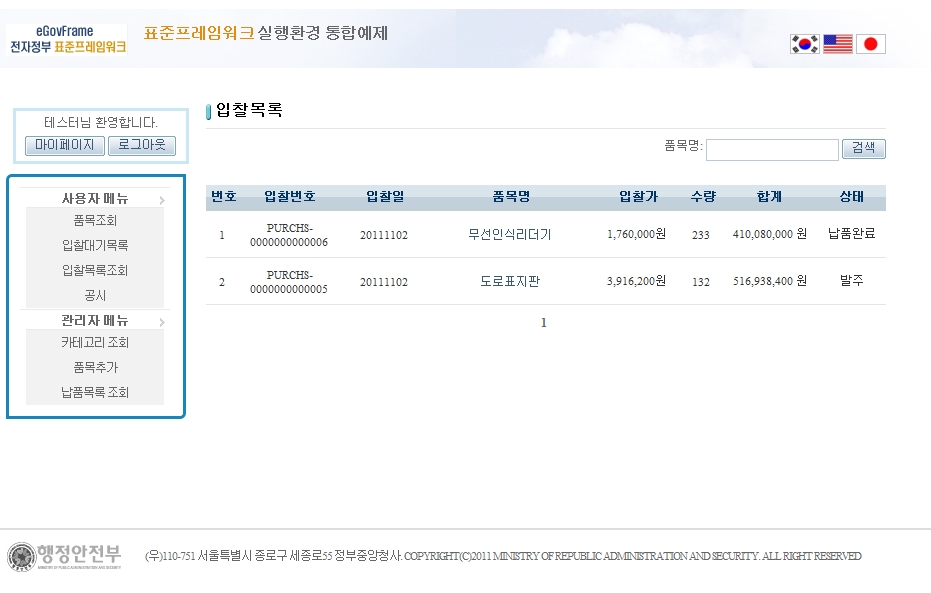 eGovFrame
전자정부 표준프레임워크
표준프레임워크 실행환경 통합예제
테스터님 환영합니다.
마이페이지 로그아웃
사용자 메뉴
품목조회
입찰대기목록
입찰목록조회
공시
관리자 메뉴
카테고리 조회
품목추가
납품목록 조회
입찰목록
품목명: 검색
번호 입찰번호 입찰일 품목명 입찰가 수량 합계 상태
1 PURCHS-0000000000006 20111102 무선인식리더기 1,760,000원 233 410,080,000 원 납품완료
2 PURCHS-0000000000005 20111102 도로표지판 3,916,200원 132 516,938,400 원 발주
1
행정안전부
MINISTRY OF PUBLIC ADMINISTRATION AND SECURITY
(우)110-751 서울특별시 종로구 세종로55 정부중앙청사. COPYRIGHT(C)2011 MINISTRY OF REPUBLIC ADMINISTRATION AND SECURITY. ALL RIGHT RESERVED